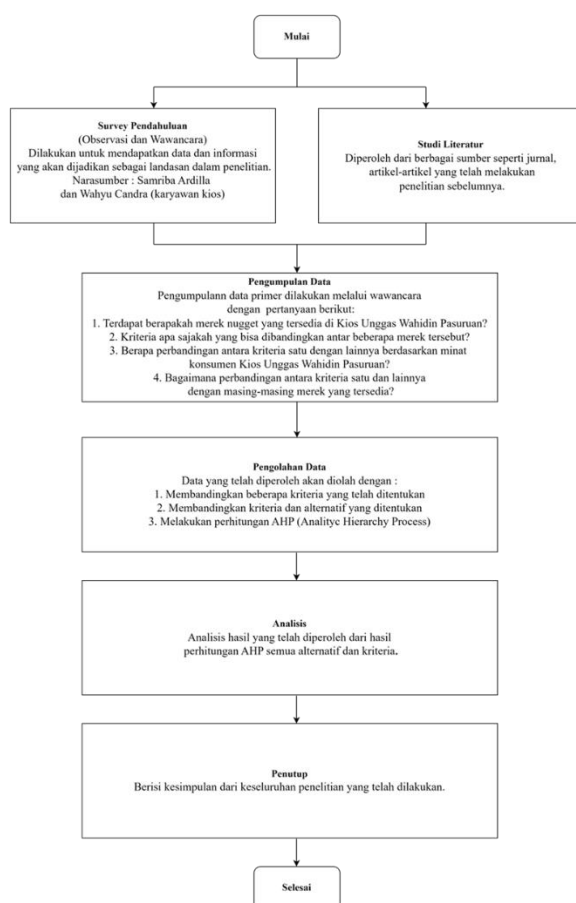 Mulai
Survey Pendahuluan
(Observasi dan Wawancara)
Dilakukan untuk mendapatkan data dan informasi
yang akan dijadikan sebagai landasan dalam penelitian.
Narasumber : Samriba Ardilla
dan Wahyu Candra (karyawan kios)
Studi Literatur
Diperoleh dari berbagai sumber seperti jurnal,
artikel-artikel yang telah melakukan
penelitian sebelumnya.
Pengumpulan Data
Pengumpulann data primer dilakukan melalui wawancara
dengan pertanyaan berikut:
1. Terdapat berapakah merek nugget yang tersedia di Kios Unggas Wahidin Pasuruan?
2. Kriteria apa sajakah yang bisa dibandingkan antar beberapa merek tersebut?
3. Berapa perbandingan antara kriteria satu dengan lainnya berdasarkan minat
konsumen Kios Unggas Wahidin Pasuruan?
4. Bagaimana perbandingan antara kriteria satu dan lainnya
dengan masing-masing merek yang tersedia?
Pengolahan Data
Data yang telah diperoleh akan diolah dengan :
1. Membandingkan beberapa kriteria yang telah ditentukan
2. Membandingkan kriteria dan alternatif yang ditentukan
3. Melakukan perhitungan AHP (Analityc Hierarchy Process)
Analisis
Analisis hasil yang telah diperoleh dari hasil
perhitungan AHP semua alternatif dan kriteria.
Penutup
Berisi kesimpulan dari keseluruhan penelitian yang telah dilakukan.
Selesai